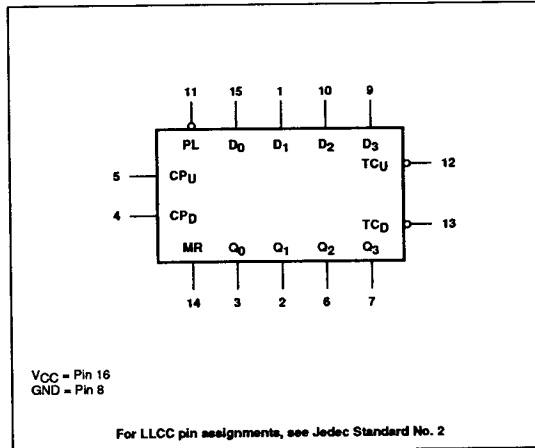 11 15 1 10 9
PL D0 D1 D2 D3
TCU 12
5 CPU
4 CPD
TCD 13
MR Q0 Q1 Q2 Q3
14 3 2 6 7
VCC = Pin 16
GND = Pin 8
For LLCC pin assignments, see Jedec Standard No. 2